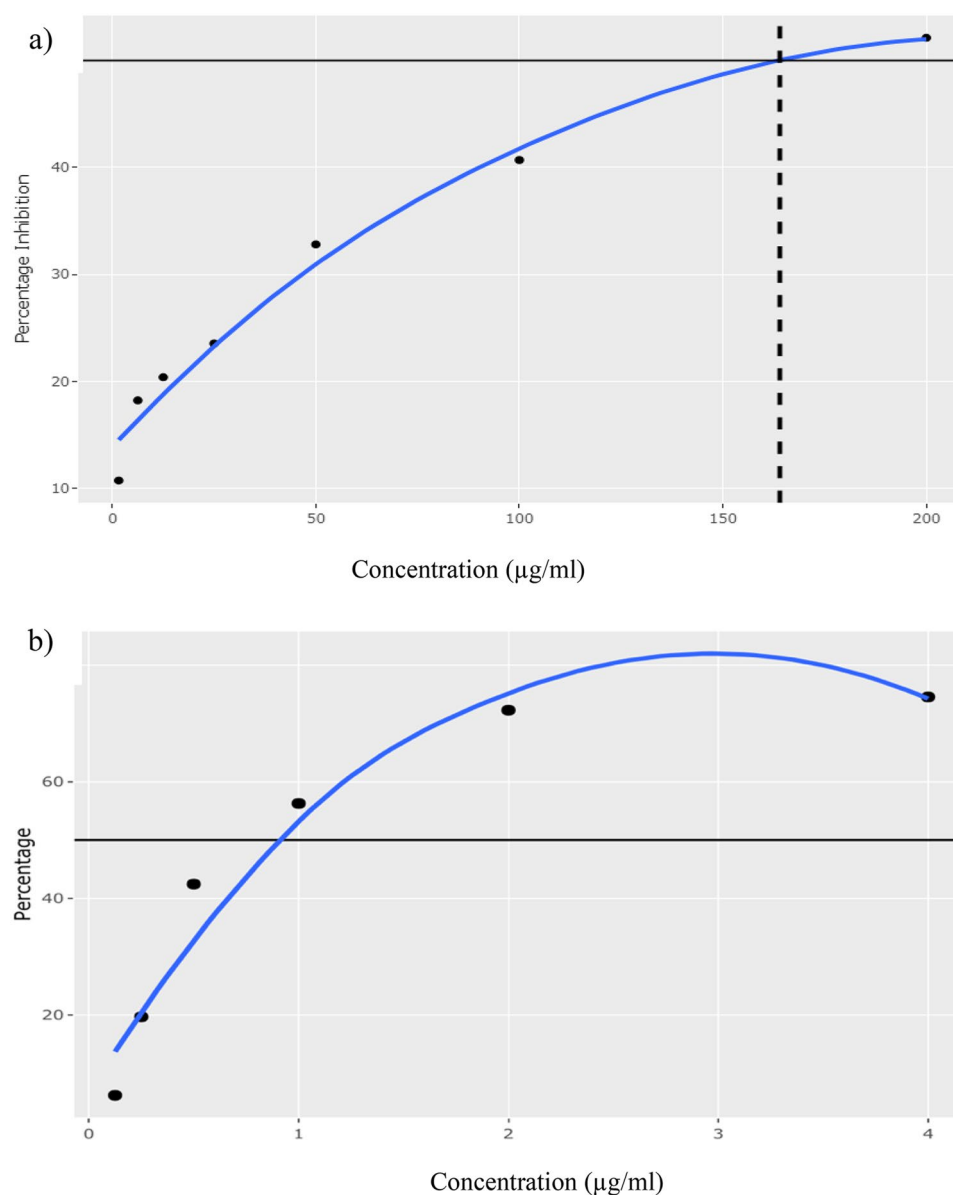 a)
Percentage Inhibition
40
30
20
10
0 50 100 150 200
Concentration (µg/ml)
b)
Percentage
60
40
20
0 1 2 3 4
Concentration (µg/ml)